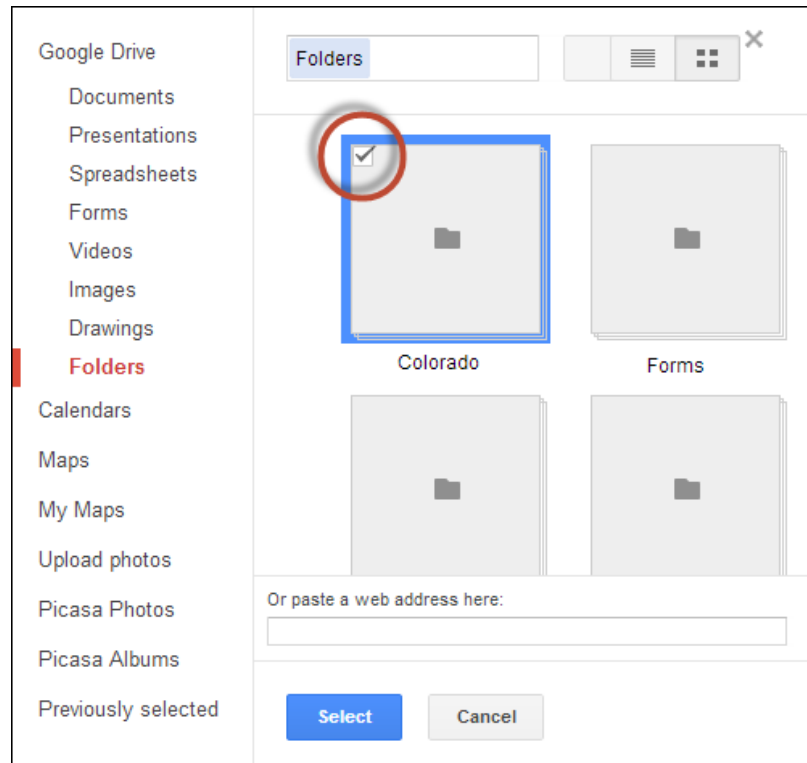 Google Drive
Documents
Presentations
Spreadsheets
Forms
Videos
Images
Drawings
Folders
Calendars
Maps
My Maps
Upload photos
Picasa Photos
Picasa Albums
Previously selected
Folders
Colorado
Forms
Or paste a web address here:
Select
Cancel